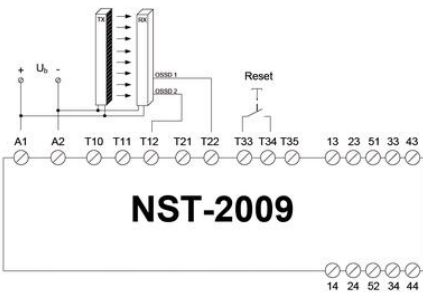 TX
RX
+ Ub -
OSSD 1
OSSD 2
Reset
A1 A2 T10 T11 T12 T21 T22 T33 T34 T35 13 23 51 33 43
NST-2009
14 24 52 34 44